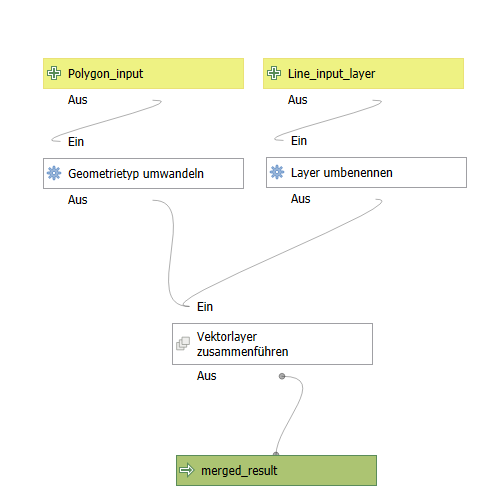 Polygon_input
Line_input_layer
Aus
Aus
Ein
Ein
Geometrietyp umwandeln
Layer umbenennen
Aus
Aus
Ein
Vektorlayer
zusammenführen
Aus
merged_result